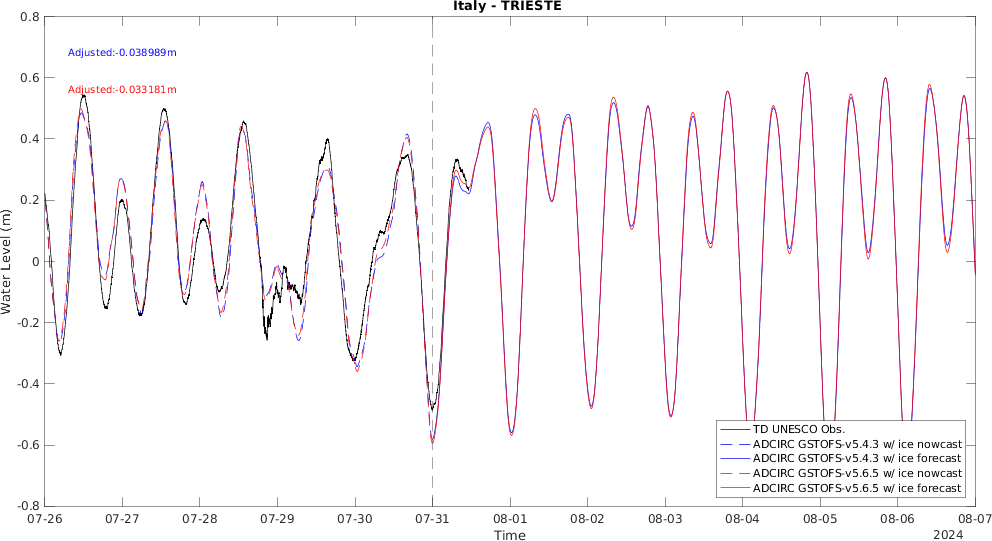 Italy - TRIESTE
Adjusted:-0.038989m
Adjusted:-0.033181m
Water Level (m)
0.8
0.6
0.4
0.2
0
-0.2
-0.4
-0.6
-0.8
TD UNESCO Obs.
ADCIRC GSTOFS-v5.4.3 w/ ice nowcast
ADCIRC GSTOFS-v5.4.3 w/ ice forecast
ADCIRC GSTOFS-v5.6.5 w/ ice nowcast
ADCIRC GSTOFS-v5.6.5 w/ ice forecast
07-26 07-27 07-28 07-29 07-30 07-31 08-01 08-02 08-03 08-04 08-05 08-06 08-07
Time
2024